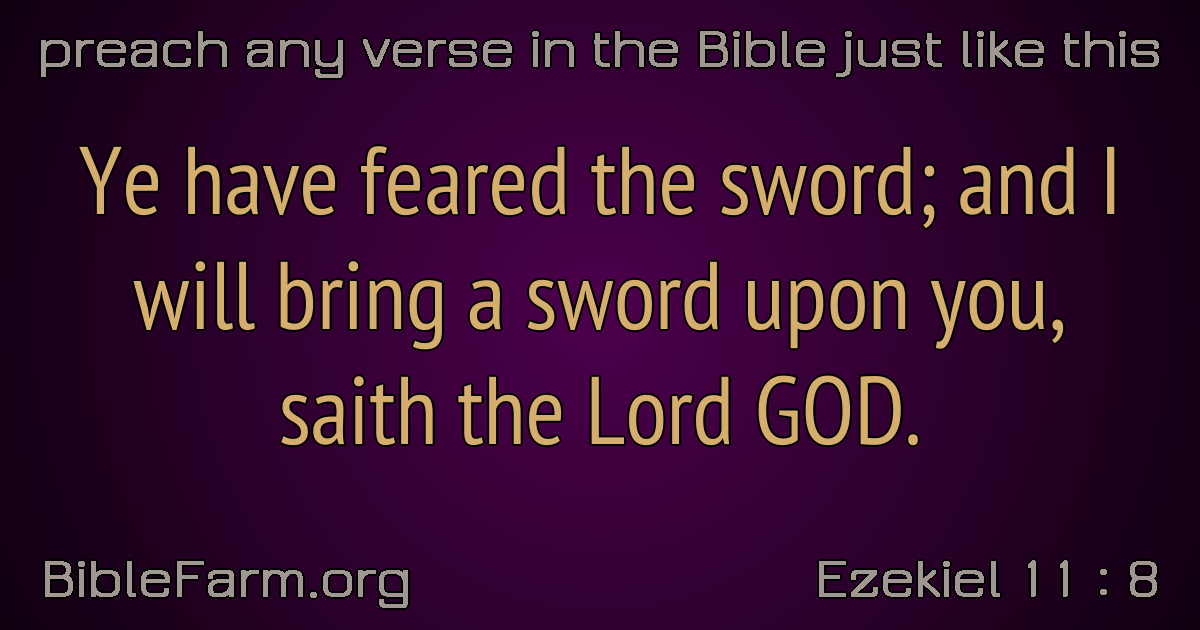 preach any verse in the Bible just like this
Ye have feared the sword; and I
will bring a sword upon you,
saith the Lord GOD.
BibleFarm.org
Ezekiel 11 : 8